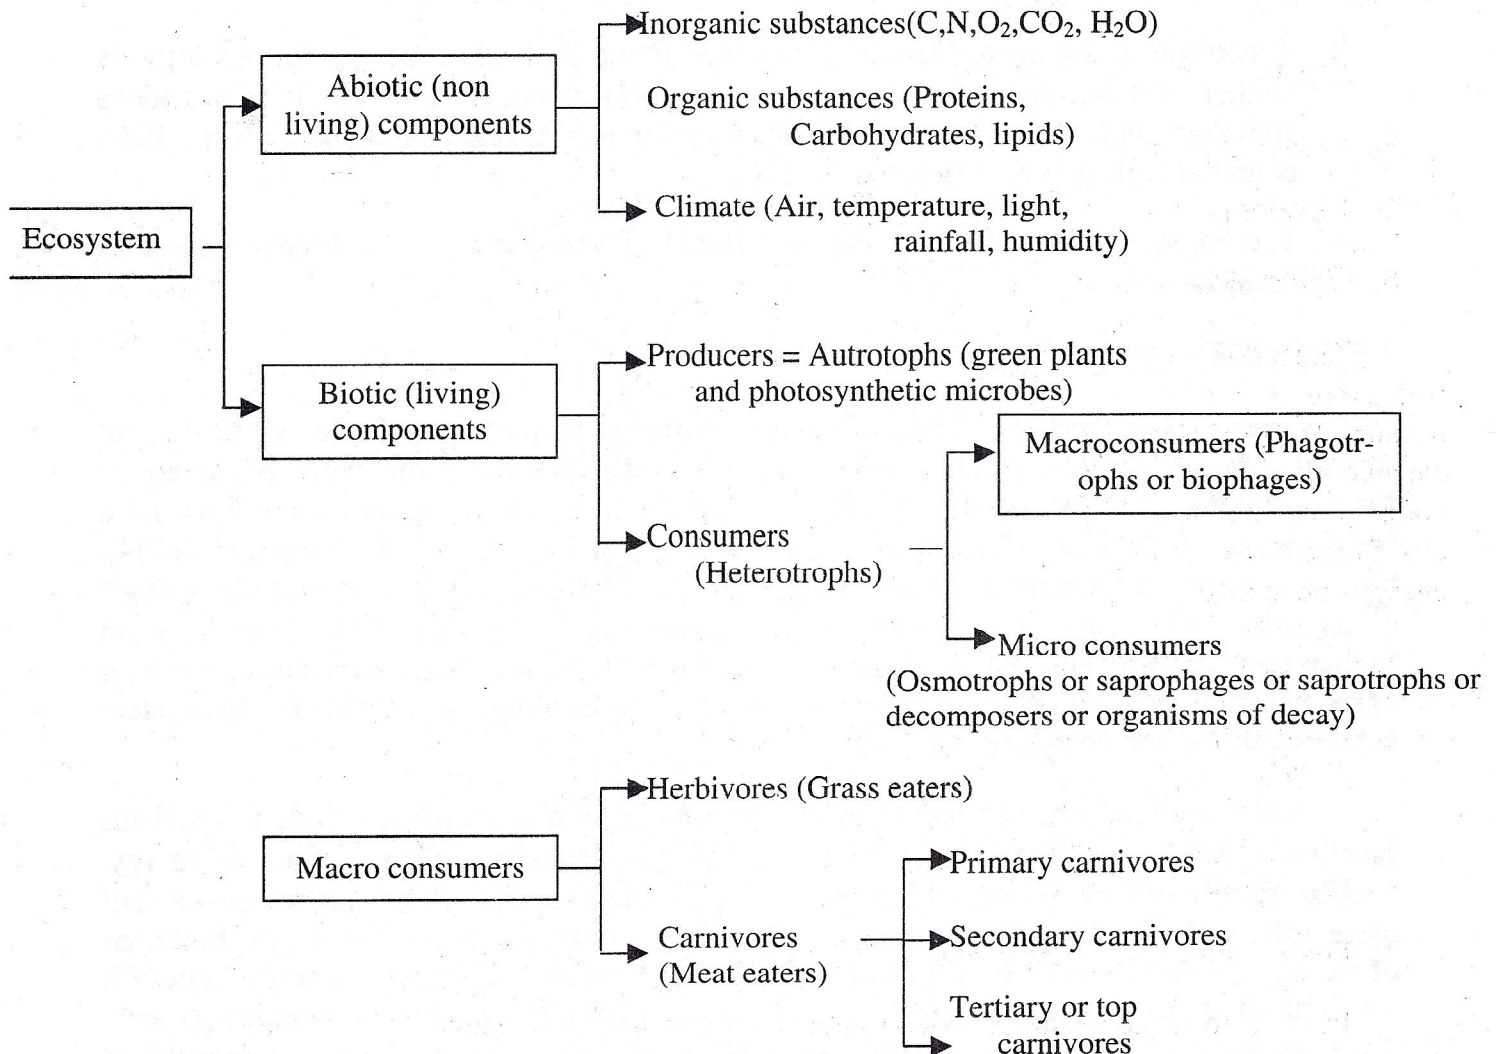 Inorganic substances(C,N,O₂,CO₂, H₂O)
Abiotic (non
living) components
Organic substances (Proteins,
Carbohydrates, lipids)
Climate (Air, temperature, light,
rainfall, humidity)
Ecosystem
Producers = Autrotophs (green plants
and photosynthetic microbes)
Biotic (living)
components
Macroconsumers (Phagotr-
ophs or biophages)
Consumers
(Heterotrophs)
Micro consumers
(Osmotrophs or saprophages or saprotrophs or
decomposers or organisms of decay)
Herbivores (Grass eaters)
Macro consumers
Primary carnivores
Carnivores
(Meat eaters)
Secondary carnivores
Tertiary or top
carnivores